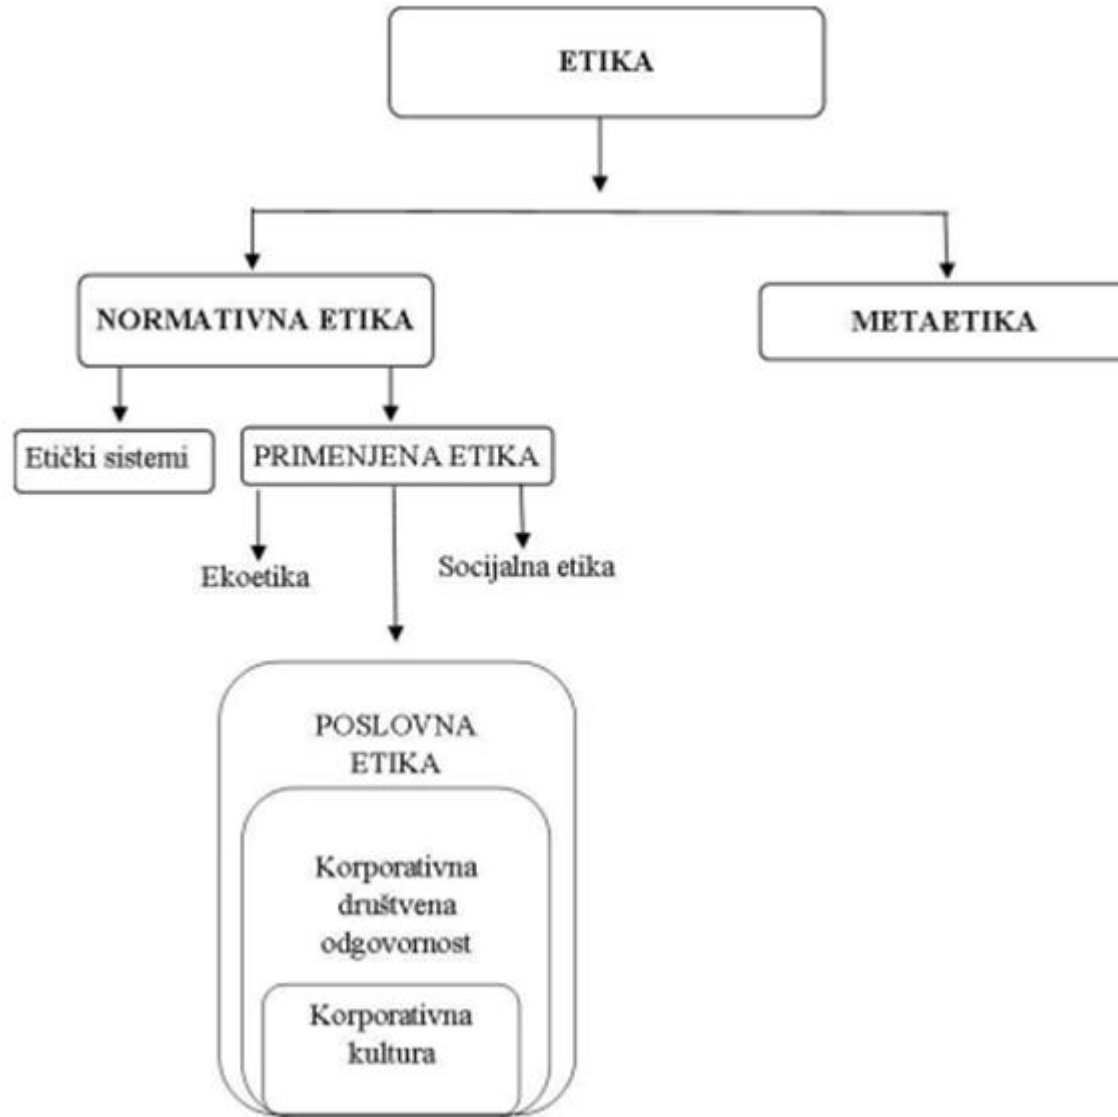 ETIKA
NORMATIVNA ETIKA
METAETIKA
Etički sistemi
PRIMENJENA ETIKA
Ekoetika
Socijalna etika
POSLOVNA
ETIKA
Korporativna
društvena
odgovornost
Korporativna
kultura